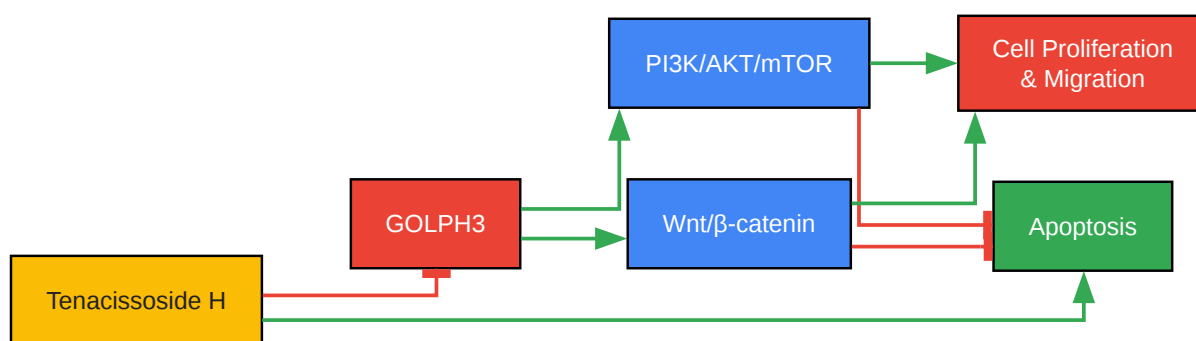 PI3K/AKT/mTOR
Cell Proliferation
& Migration
GOLPH3
Wnt/β-catenin
Apoptosis
Tenacissoside H